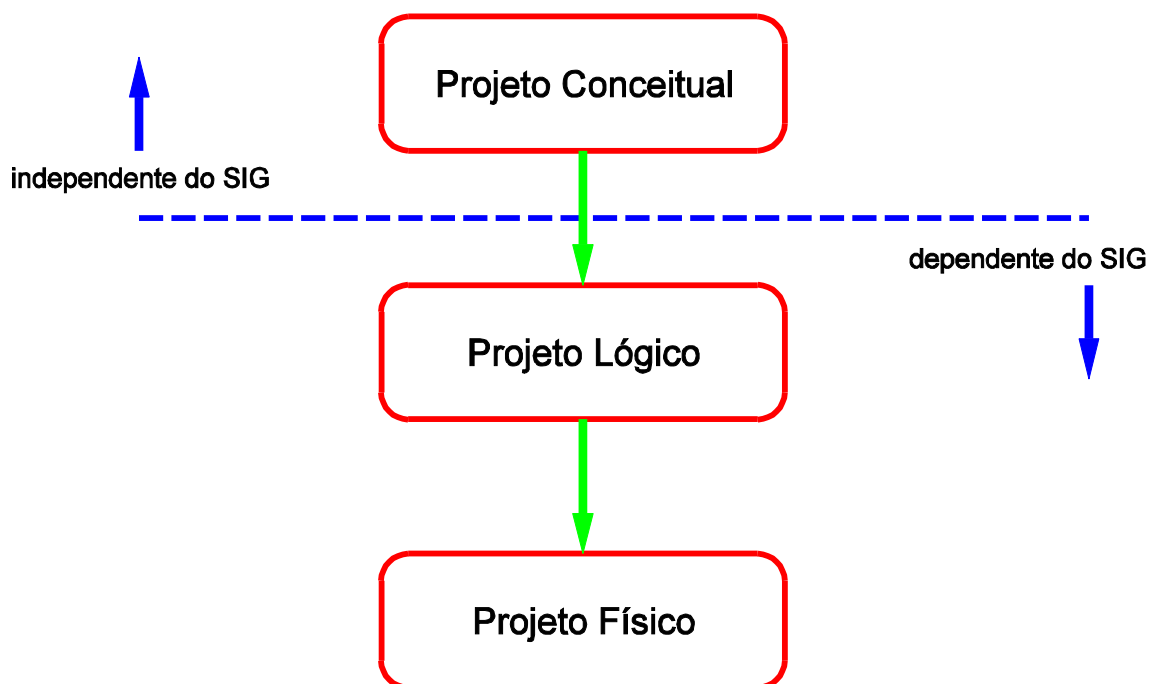 Projeto Conceitual
independente do SIG
dependente do SIG
Projeto Lógico
Projeto Físico